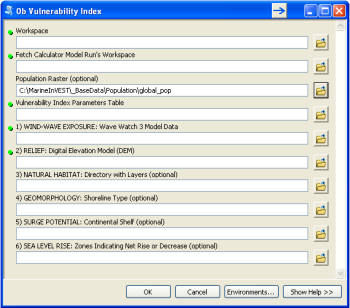 Ob Vulnerability Index
Workspace
Fetch Calculator Model Run's Workspace
Population Raster (optional)
C:\MarineInVEST\_BaseData\Population\global_pop
Vulnerability Index Parameters Table
1) WIND-WAVE EXPOSURE: Wave Watch 3 Model Data
2) RELIEF: Digital Elevation Model (DEM)
3) NATURAL HABITAT: Directory with Layers (optional)
4) GEOMORPHOLOGY: Shoreline Type (optional)
5) SURGE POTENTIAL: Continental Shelf (optional)
6) SEA LEVEL RISE: Zones Indicating Net Rise or Decrease (optional)
OK Cancel Environments... Show Help >>